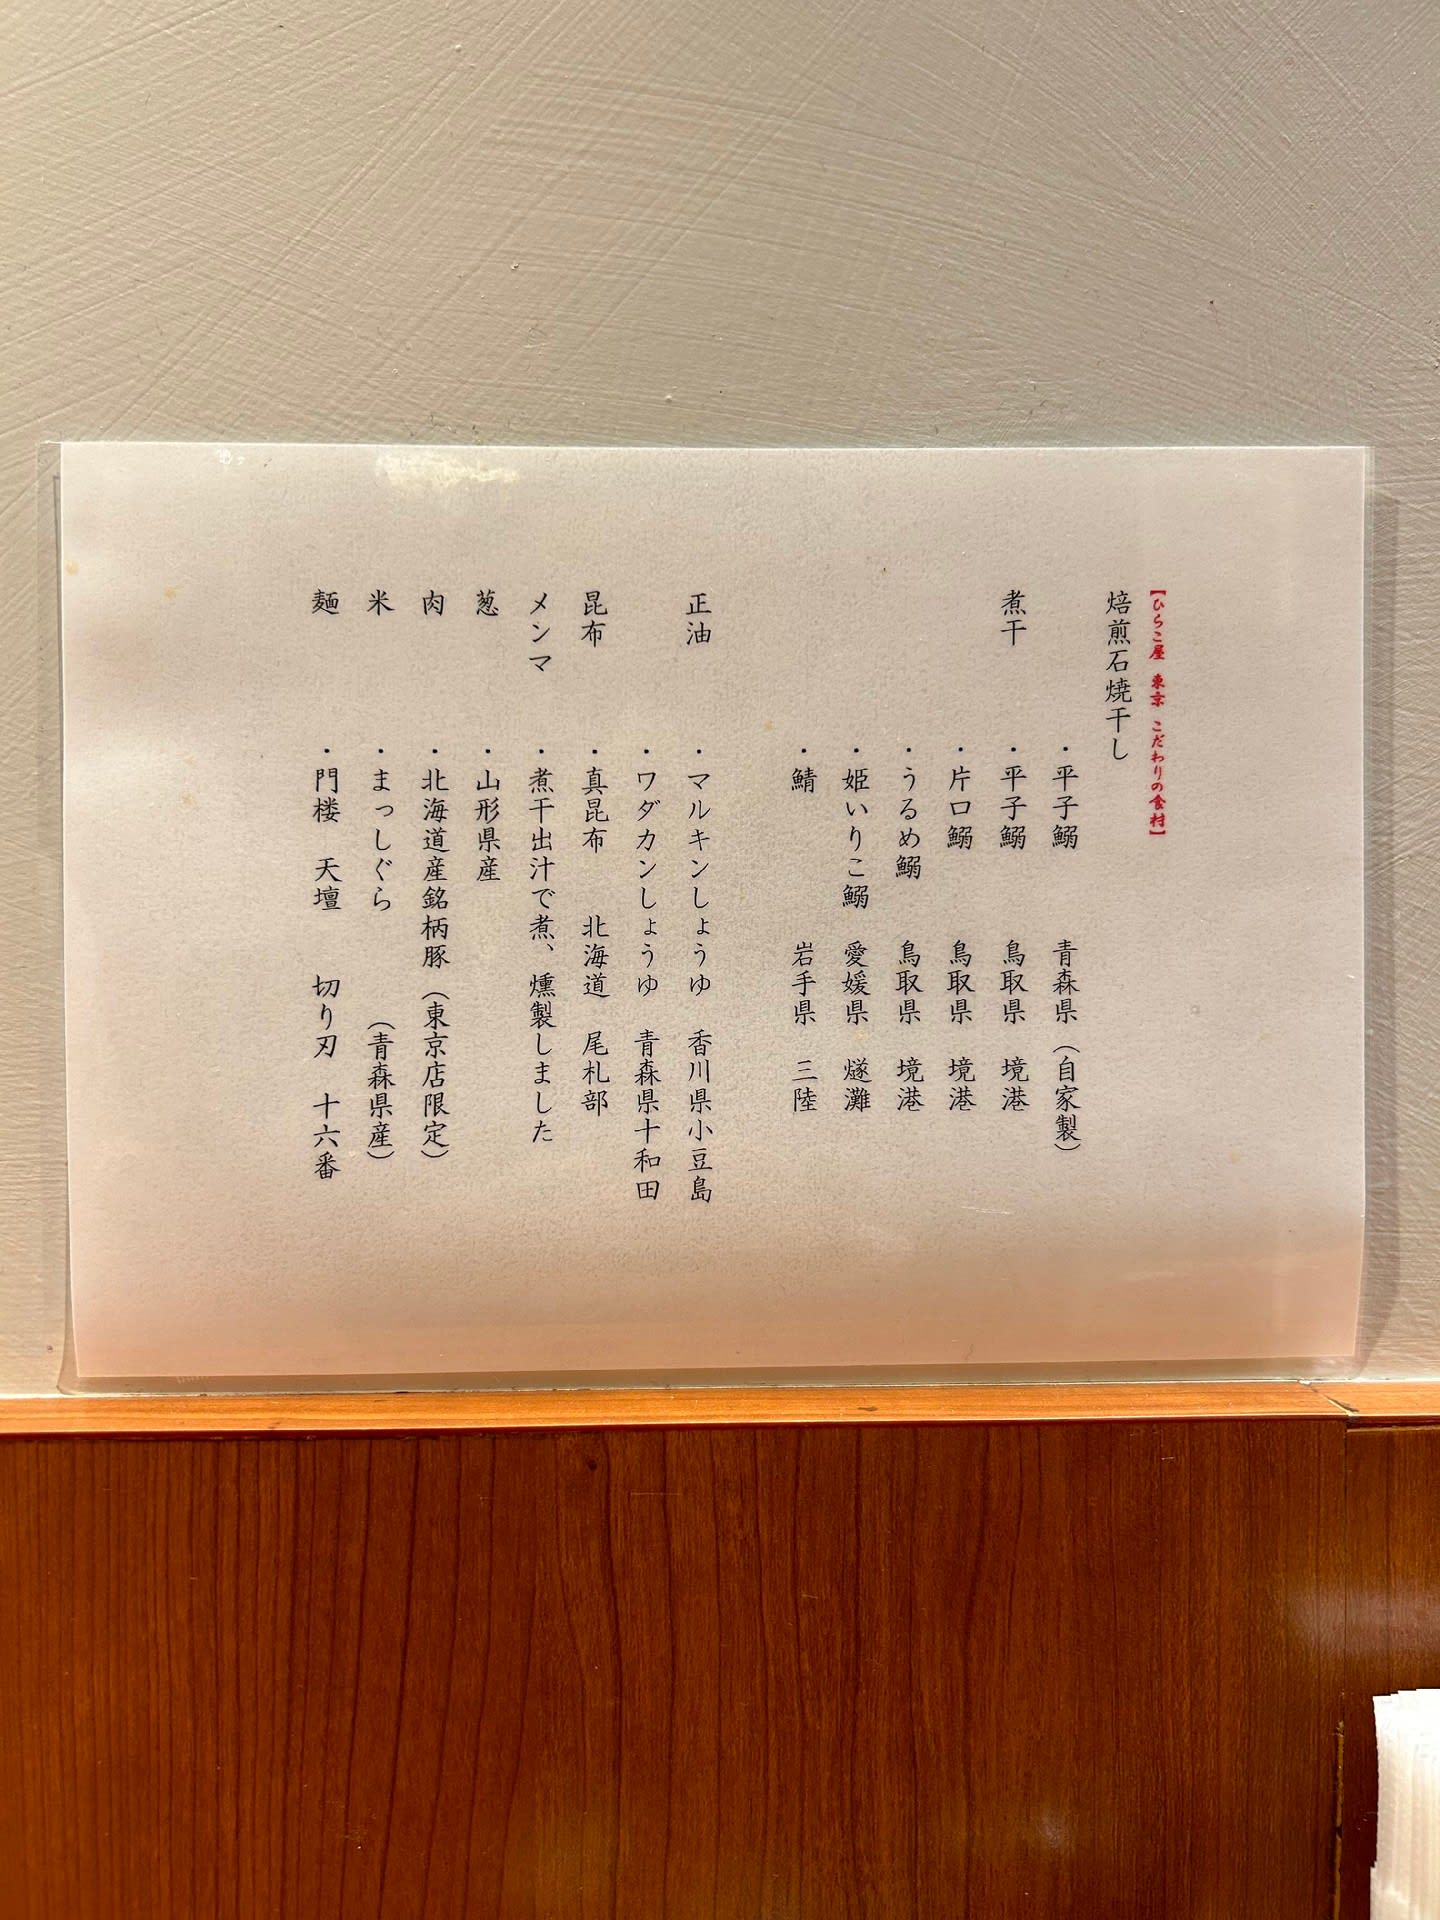 【ひらこ屋 東京 こだわりの食材】
焙煎石焼干し
・平子鰯 青森県（自家製）
煮干 ・平子鰯 鳥取県 境港
・片口鰯 鳥取県 境港
・うるめ鰯 鳥取県 境港
・姫いりこ鰯 愛媛県 燧灘
・鯖 岩手県 三陸
正油 ・マルキンしょうゆ 香川県小豆島
・ワダカンしょうゆ 青森県十和田
昆布 ・真昆布 北海道 尾札部
メンマ ・煮干出汁で煮、燻製しました
葱 ・山形県産
肉 ・北海道産銘柄豚（東京店限定）
米 ・まっしぐら （青森県産）
麺 ・門楼 天壇 切り刃 十六番